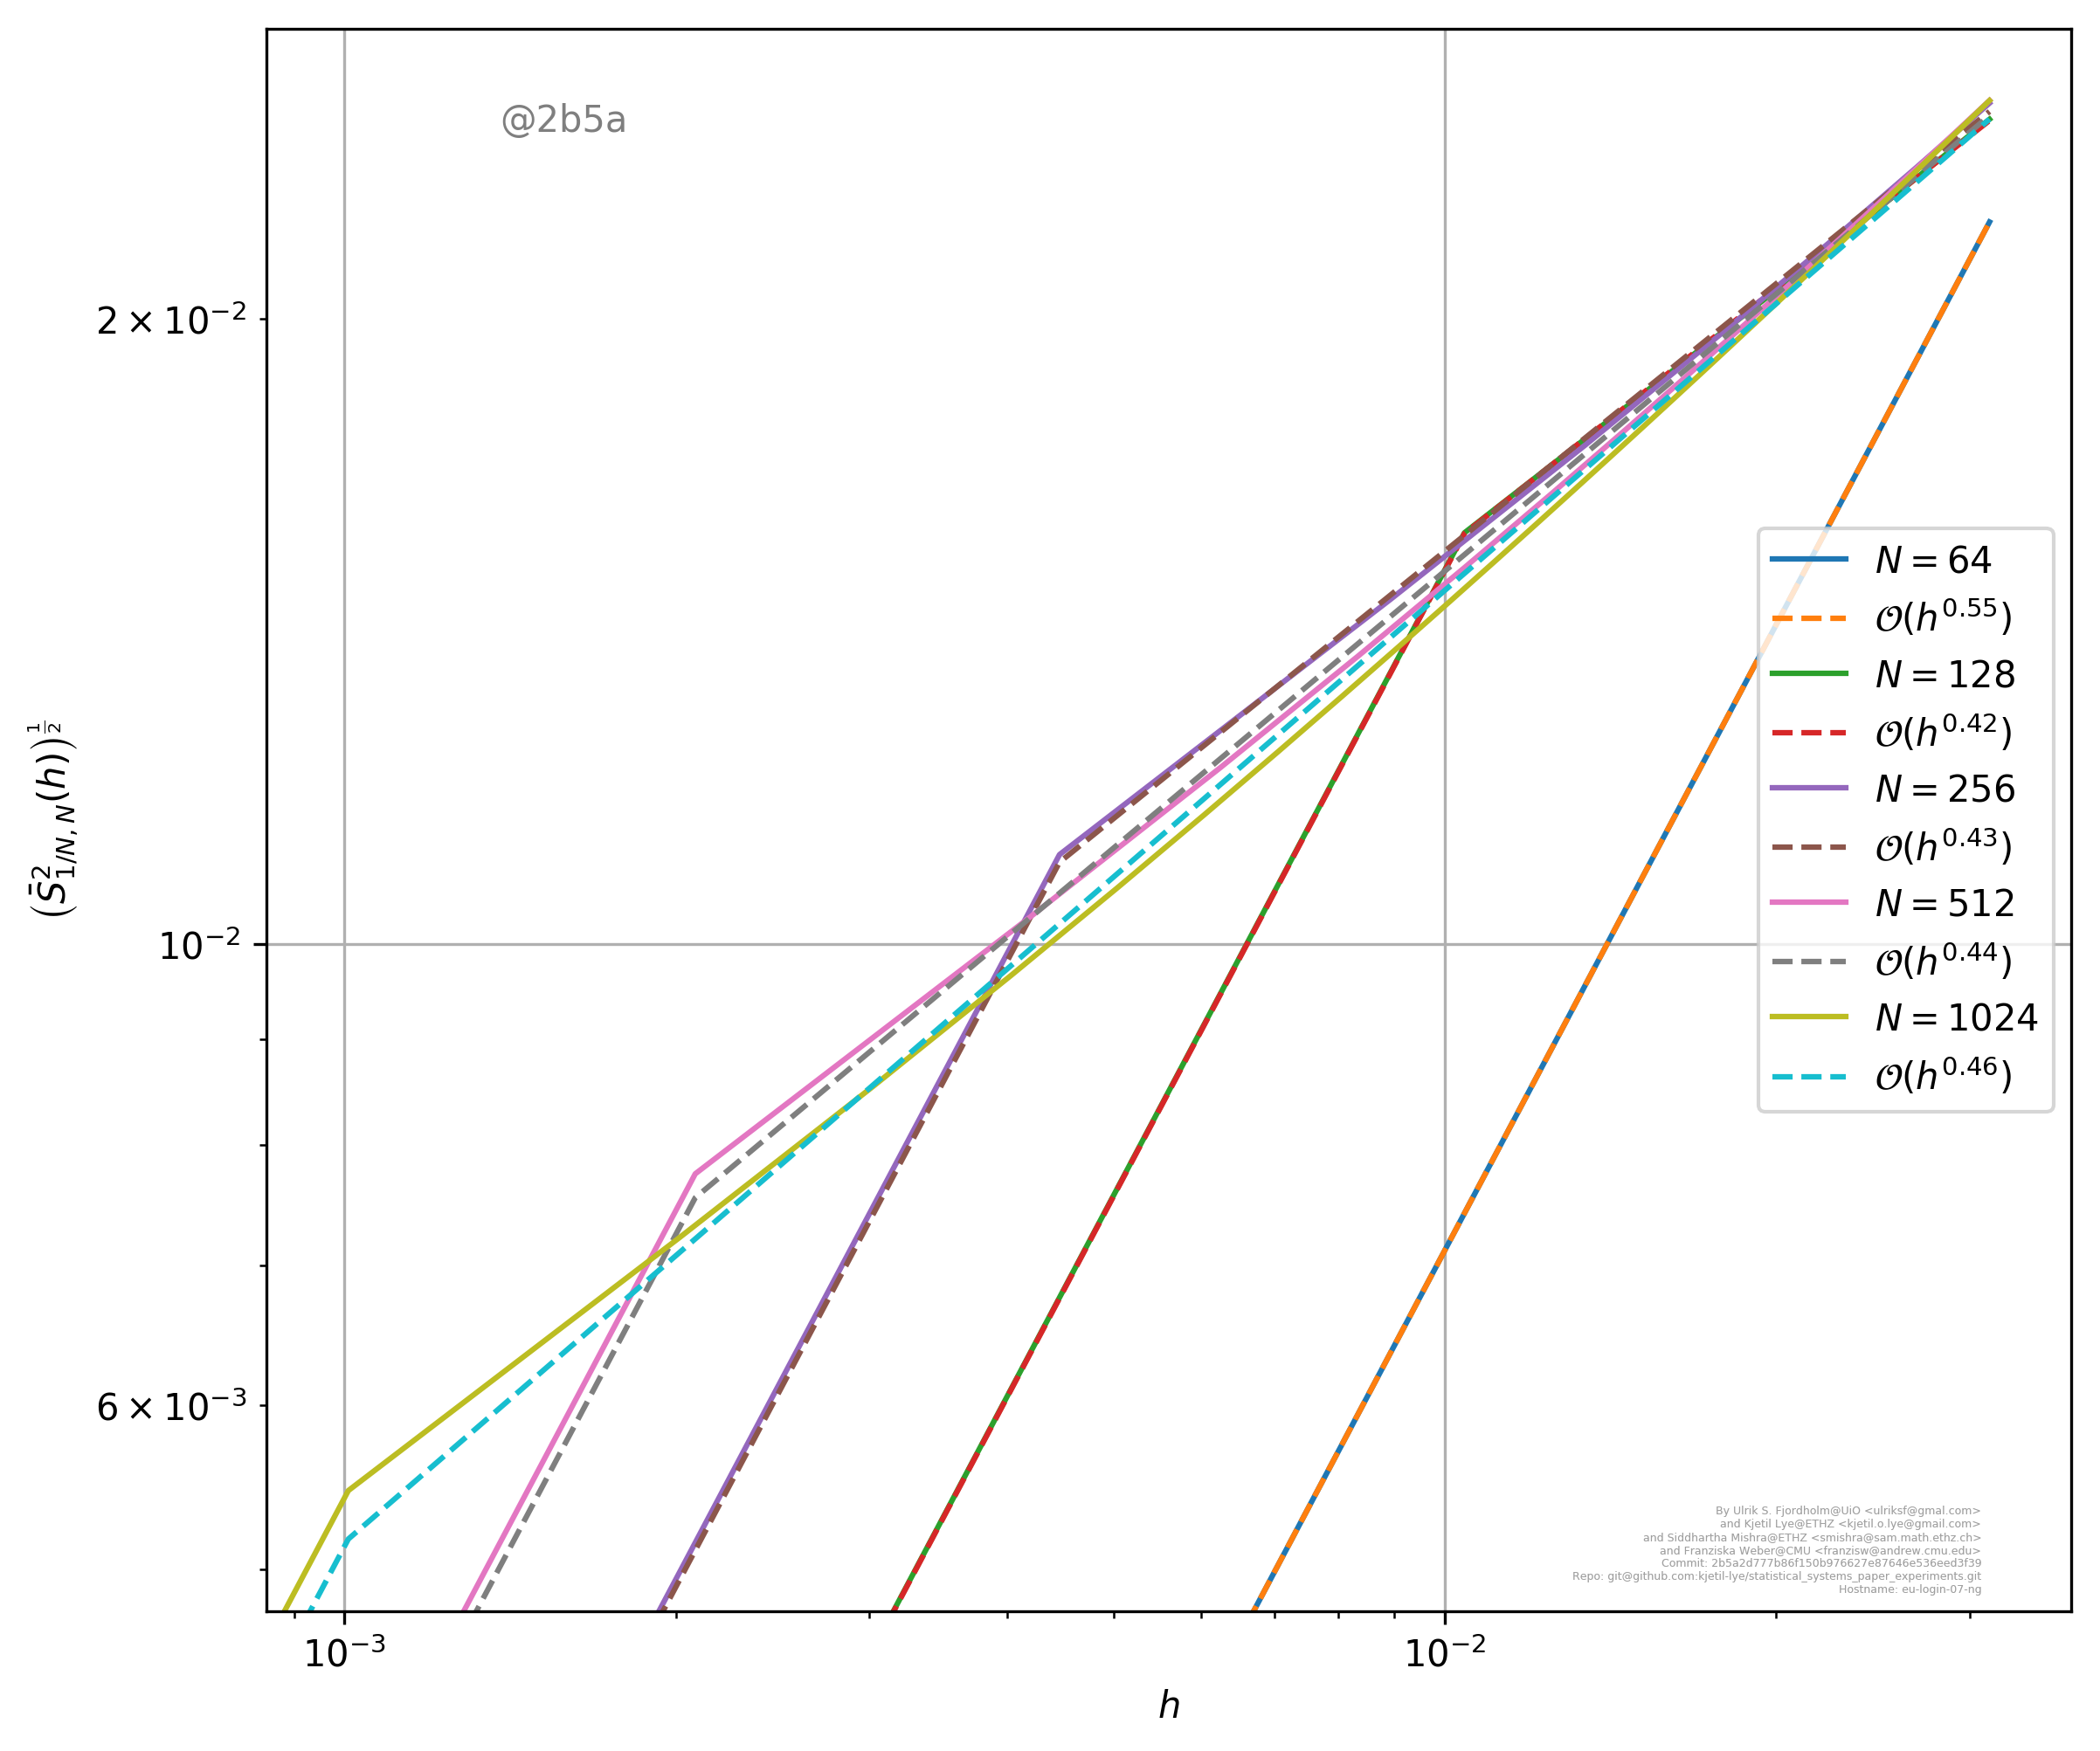 @2b5a
2 × 10⁻²
10⁻²
6 × 10⁻³
(S̄²₁/N, N(h))^½
10⁻³
10⁻²
h
N = 64
𝒪(h^0.55)
N = 128
𝒪(h^0.42)
N = 256
𝒪(h^0.43)
N = 512
𝒪(h^0.44)
N = 1024
𝒪(h^0.46)
By Ulrik S. Fjordholm@UiO <ulriksf@gmal.com>
and Kjetil Lye@ETHZ <kjetil.o.lye@gmail.com>
and Siddhartha Mishra@ETHZ <smishra@sam.math.ethz.ch>
and Franziska Weber@CMU <franzisw@andrew.cmu.edu>
Commit: 2b5a2d777b86f150b976627e87646e536eed3f39
Repo: git@github.com:kjetil-lye/statistical_systems_paper_experiments.git
Hostname: eu-login-07-ng